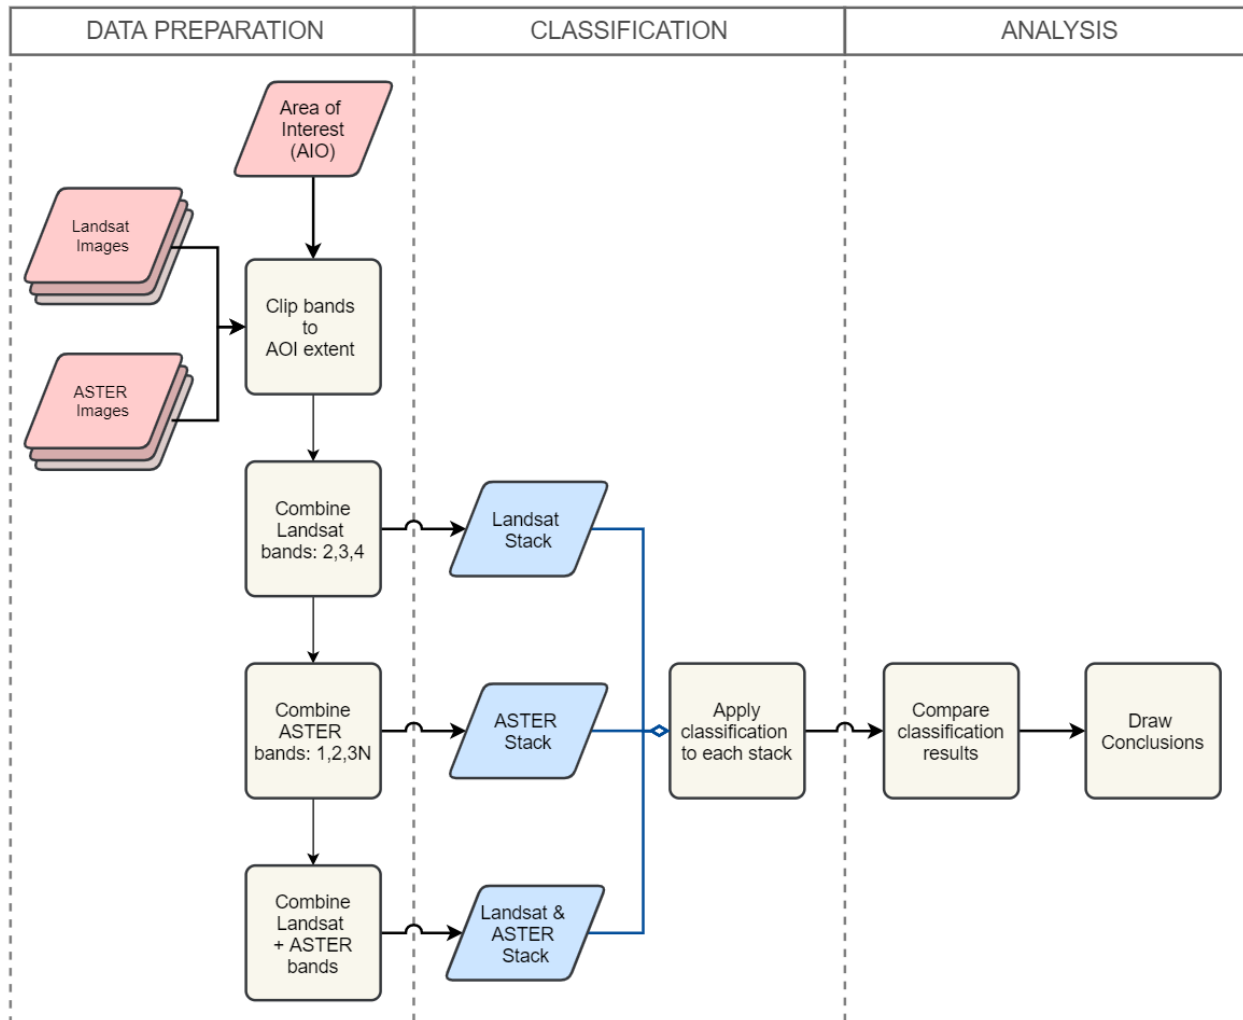 DATA PREPARATION
CLASSIFICATION
ANALYSIS
Area of
Interest
(AIO)
Landsat
Images
Clip bands
to
AOI extent
ASTER
Images
Combine
Landsat
bands: 2,3,4
Landsat
Stack
Combine
ASTER
bands: 1,2,3N
ASTER
Stack
Apply
classification
to each stack
Compare
classification
results
Draw
Conclusions
Combine
Landsat
+ ASTER
bands
Landsat &
ASTER
Stack